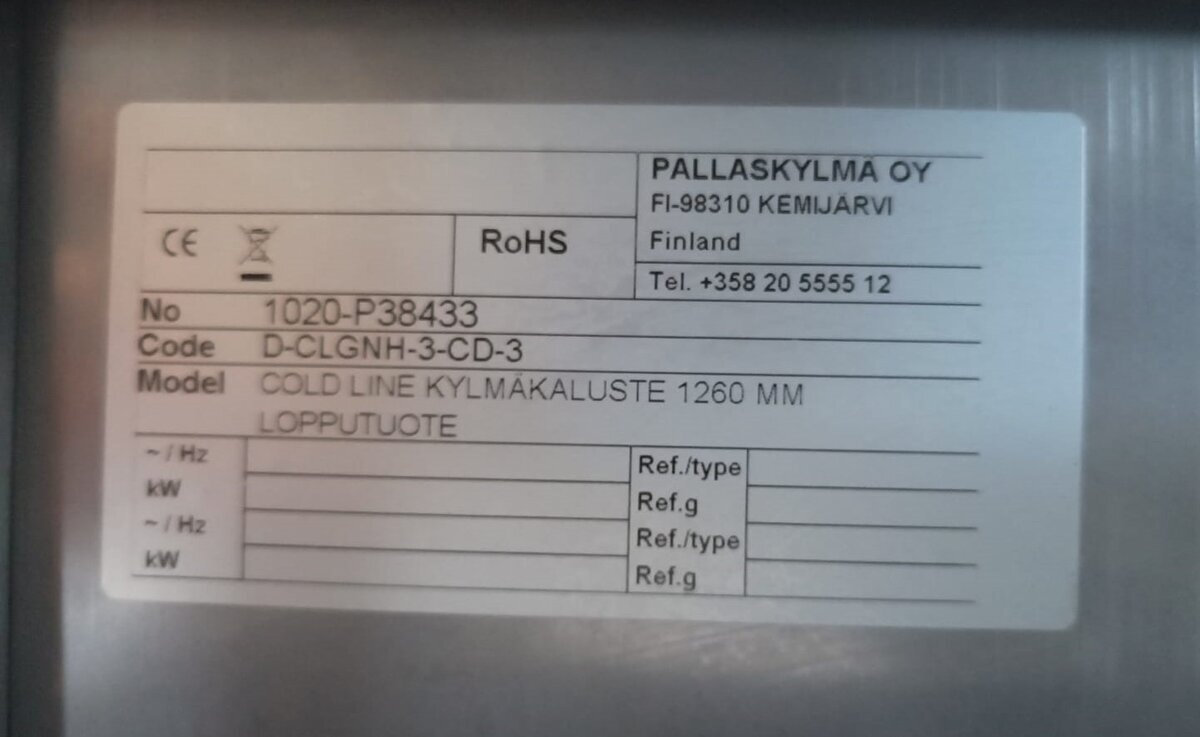 PALLASKYLMÄ OY
FI-98310 KEMIJÄRVI
CE RoHS Finland
Tel. +358 20 5555 12
No 1020-P38433
Code D-CLGNH-3-CD-3
Model COLD LINE KYLMÄKALUSTE 1260 MM
LOPPUTUOTE
~ / Hz Ref./type
kW Ref.g
~ / Hz Ref./type
kW Ref.g